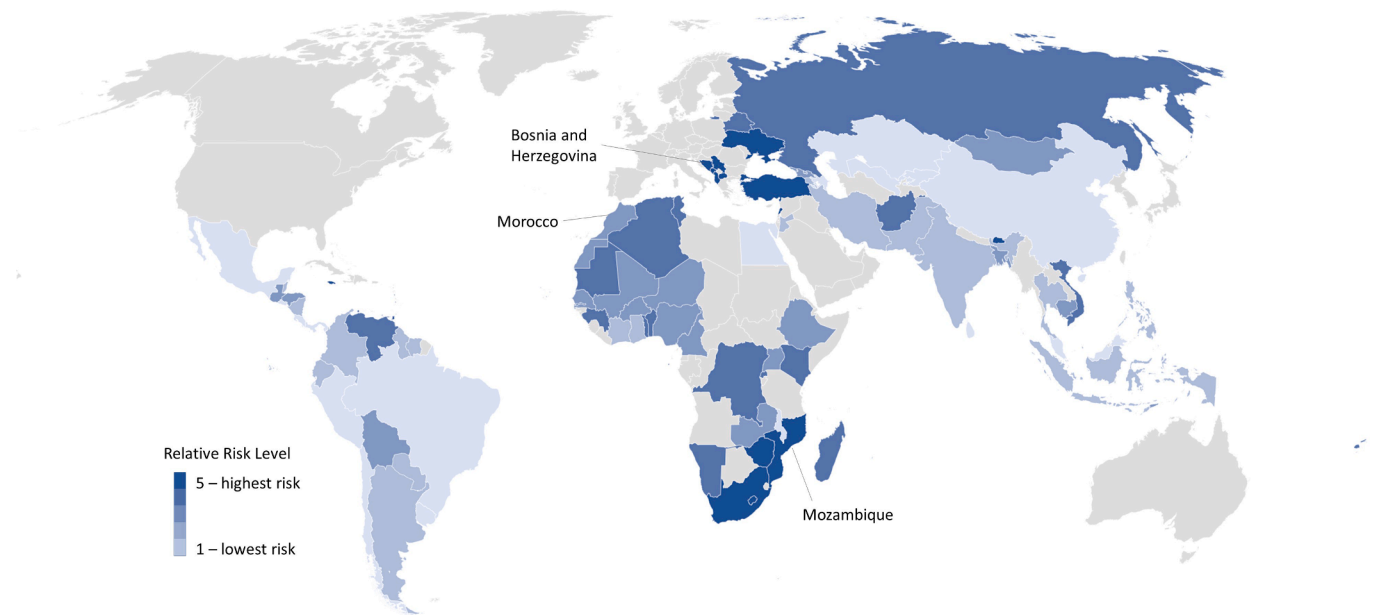 Bosnia and
Herzegovina
Morocco
Relative Risk Level
5 – highest risk
1 – lowest risk
Mozambique